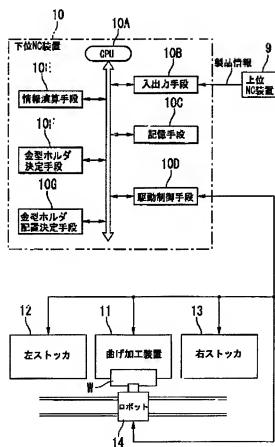 10
下位NC装置
10A
CPU
10B
入出力手段
製品情報
9
上位
NC装置
情報演算手段
10C
記憶手段
金型ホルダ
決定手段
10D
駆動制御手段
10G
金型ホルダ
配置決定手段
12
左ストッカ
11
曲げ加工装置
13
右ストッカ
W
ロボット
14